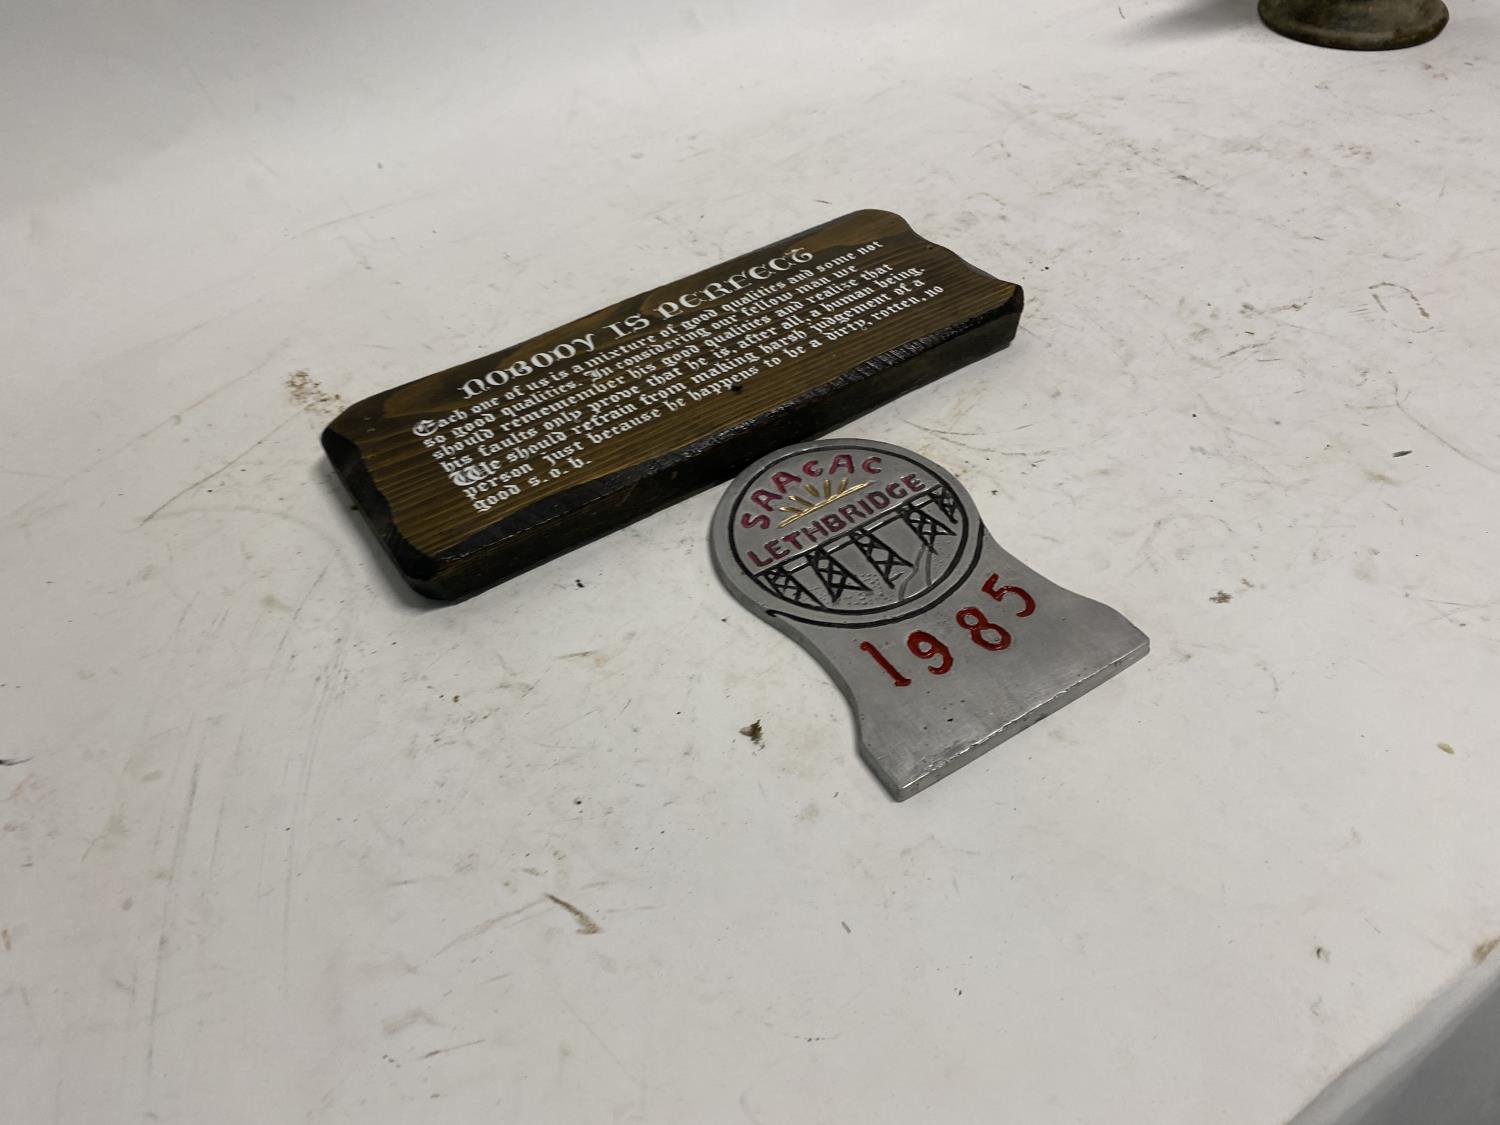 NOBODY IS PERFECT
Each one of us is a mixture of good qualities and some not
so good qualities. In considering our fellow man we
should rememember his good qualities and realize that
his faults only prove that he is, after all, a human being.
We should refrain from making harsh judgement of a
person just because he happens to be a dirty, rotten, no
good s.o.b.
SAACAC
LETHBRIDGE
1985